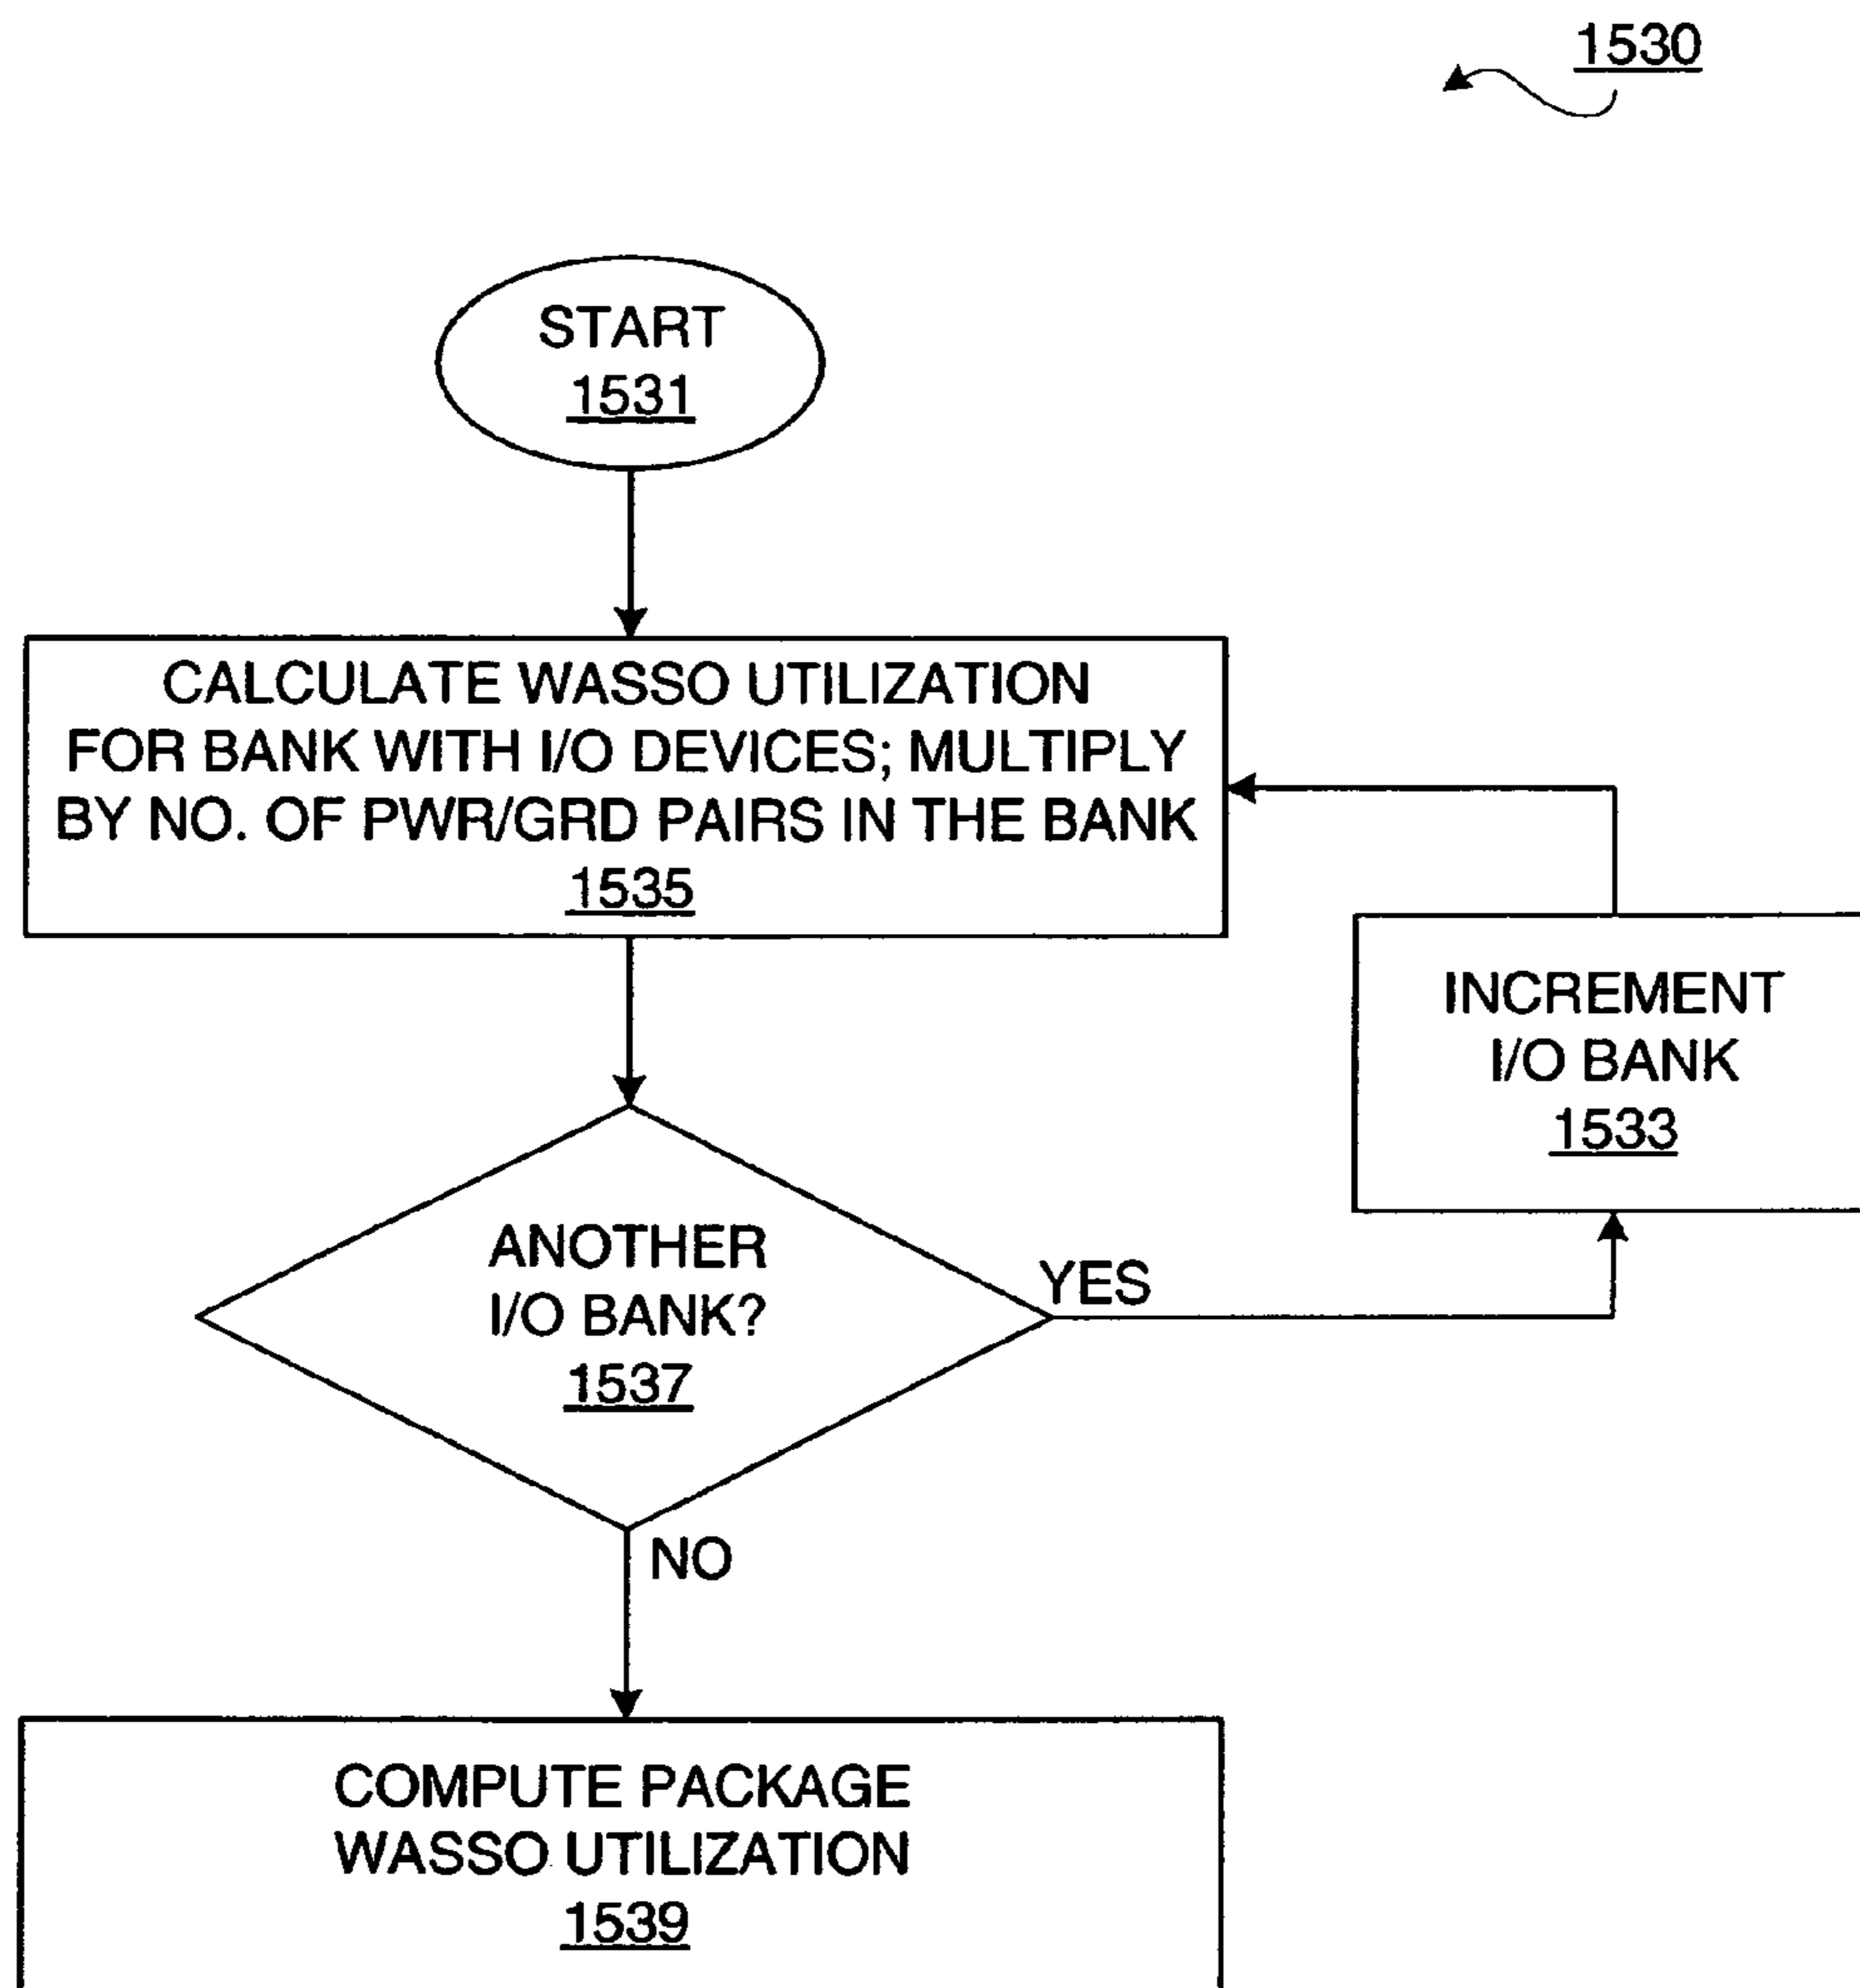 1530
START
1531
CALCULATE WASSO UTILIZATION
FOR BANK WITH I/O DEVICES; MULTIPLY
BY NO. OF PWR/GRD PAIRS IN THE BANK
1535
INCREMENT
I/O BANK
1533
ANOTHER
I/O BANK?
1537
YES
NO
COMPUTE PACKAGE
WASSO UTILIZATION
1539